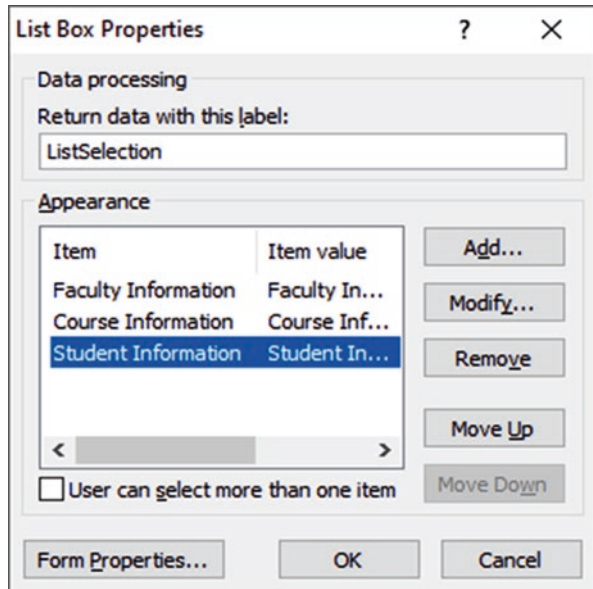 List Box Properties ? ×
Data processing
Return data with this label:
ListSelection
Appearance
Item Item value
Faculty Information Faculty In...
Course Information Course Inf...
Student Information Student In...
Add...
Modify...
Remove
Move Up
Move Down
User can select more than one item
Form Properties... OK Cancel